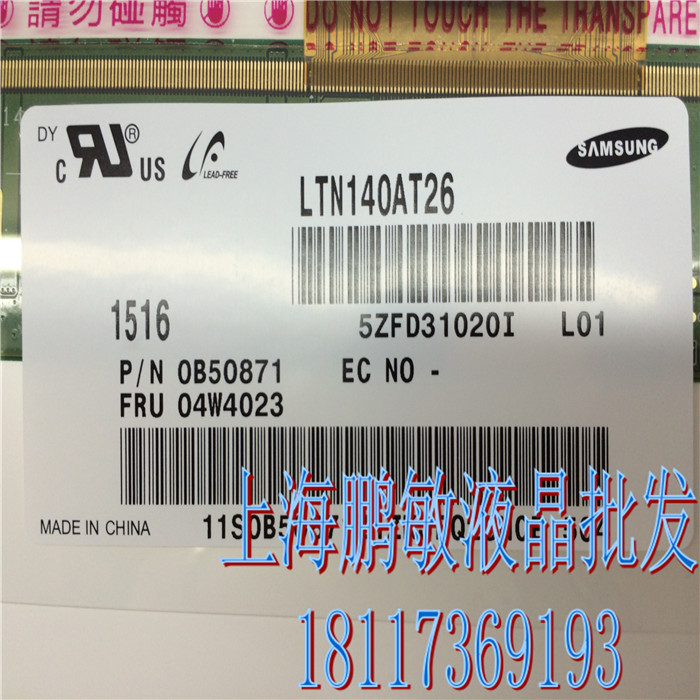 請勿碰觸
DO NOT TOUCH THE TRANSPARE
DY
C RU® US
LEAD-FREE
SAMSUNG
LTN140AT26
1516
5ZFD31020I L01
P/N 0B50871 EC NO -
FRU 04W4023
MADE IN CHINA
上海鹏敏液晶批发
18117369193